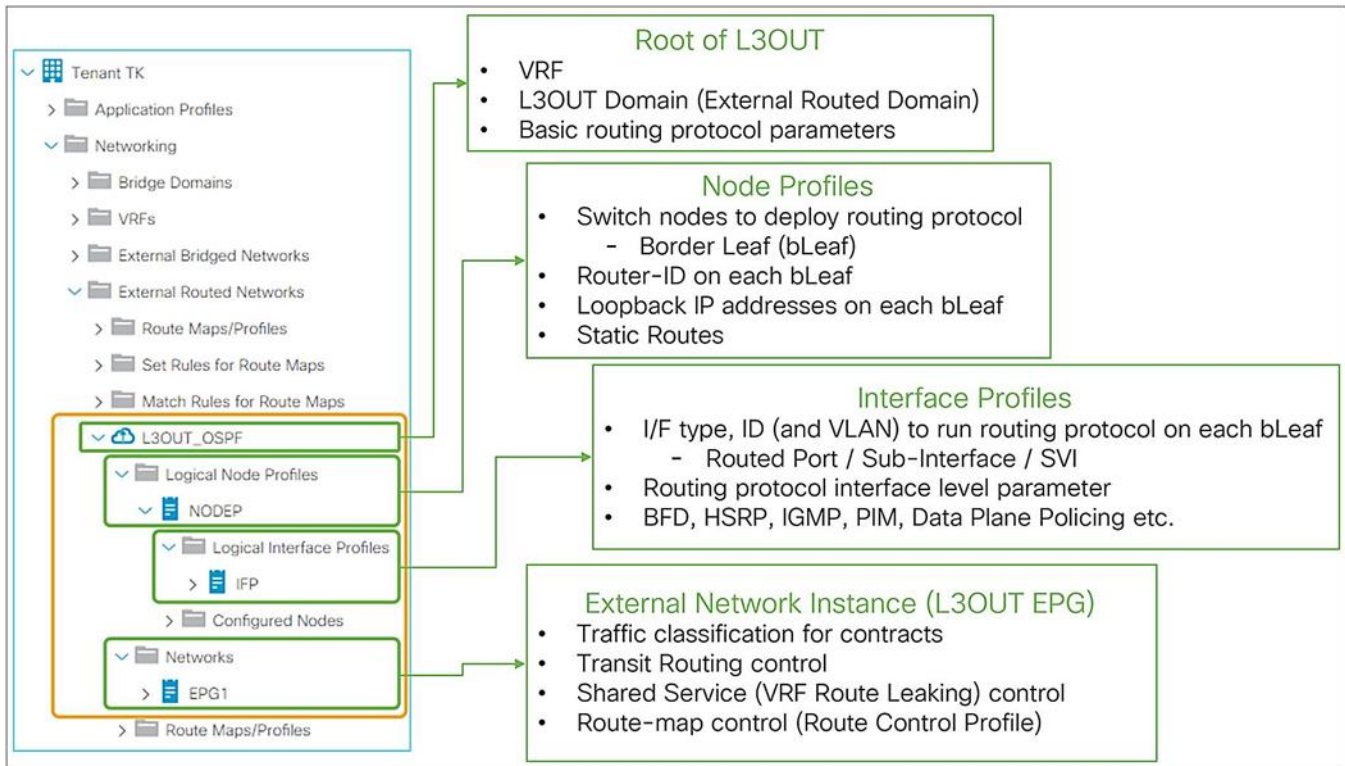 Tenant TK
Application Profiles
Networking
Bridge Domains
VRFs
External Bridged Networks
External Routed Networks
Route Maps/Profiles
Set Rules for Route Maps
Match Rules for Route Maps
L3OUT_OSPF
Logical Node Profiles
NODEP
Logical Interface Profiles
IFP
Configured Nodes
Networks
EPG1
Route Maps/Profiles
Root of L3OUT
• VRF
• L3OUT Domain (External Routed Domain)
• Basic routing protocol parameters
Node Profiles
• Switch nodes to deploy routing protocol
- Border Leaf (bLeaf)
• Router-ID on each bLeaf
• Loopback IP addresses on each bLeaf
• Static Routes
Interface Profiles
• I/F type, ID (and VLAN) to run routing protocol on each bLeaf
- Routed Port / Sub-Interface / SVI
• Routing protocol interface level parameter
• BFD, HSRP, IGMP, PIM, Data Plane Policing etc.
External Network Instance (L3OUT EPG)
• Traffic classification for contracts
• Transit Routing control
• Shared Service (VRF Route Leaking) control
• Route-map control (Route Control Profile)